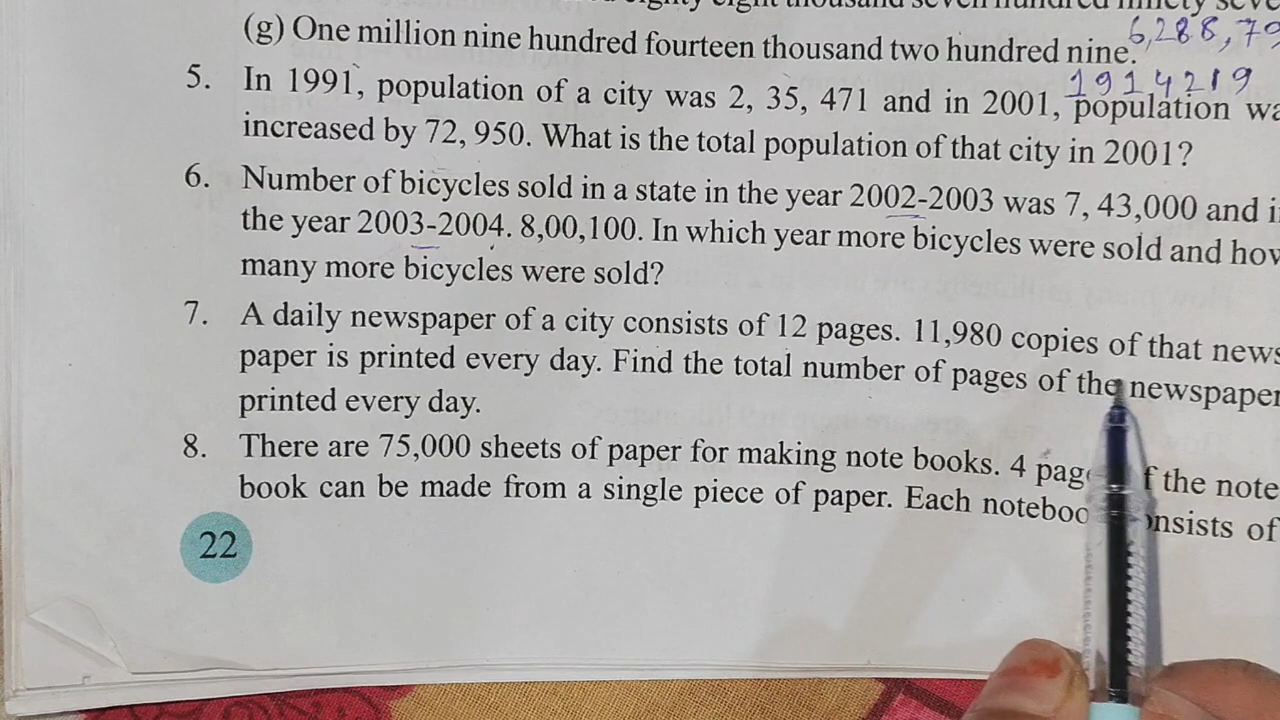 thousand seven hundred ninety seve
6,288,79
(g) One million nine hundred fourteen thousand two hundred nine.
1914219
5. In 1991, population of a city was 2, 35, 471 and in 2001, population wa
increased by 72, 950. What is the total population of that city in 2001?
6. Number of bicycles sold in a state in the year 2002-2003 was 7, 43,000 and i
the year 2003-2004. 8,00,100. In which year more bicycles were sold and how
many more bicycles were sold?
7. A daily newspaper of a city consists of 12 pages. 11,980 copies of that news
paper is printed every day. Find the total number of pages of the newspaper
printed every day.
8. There are 75,000 sheets of paper for making note books. 4 pag f the note
book can be made from a single piece of paper. Each noteboo onsists of
22